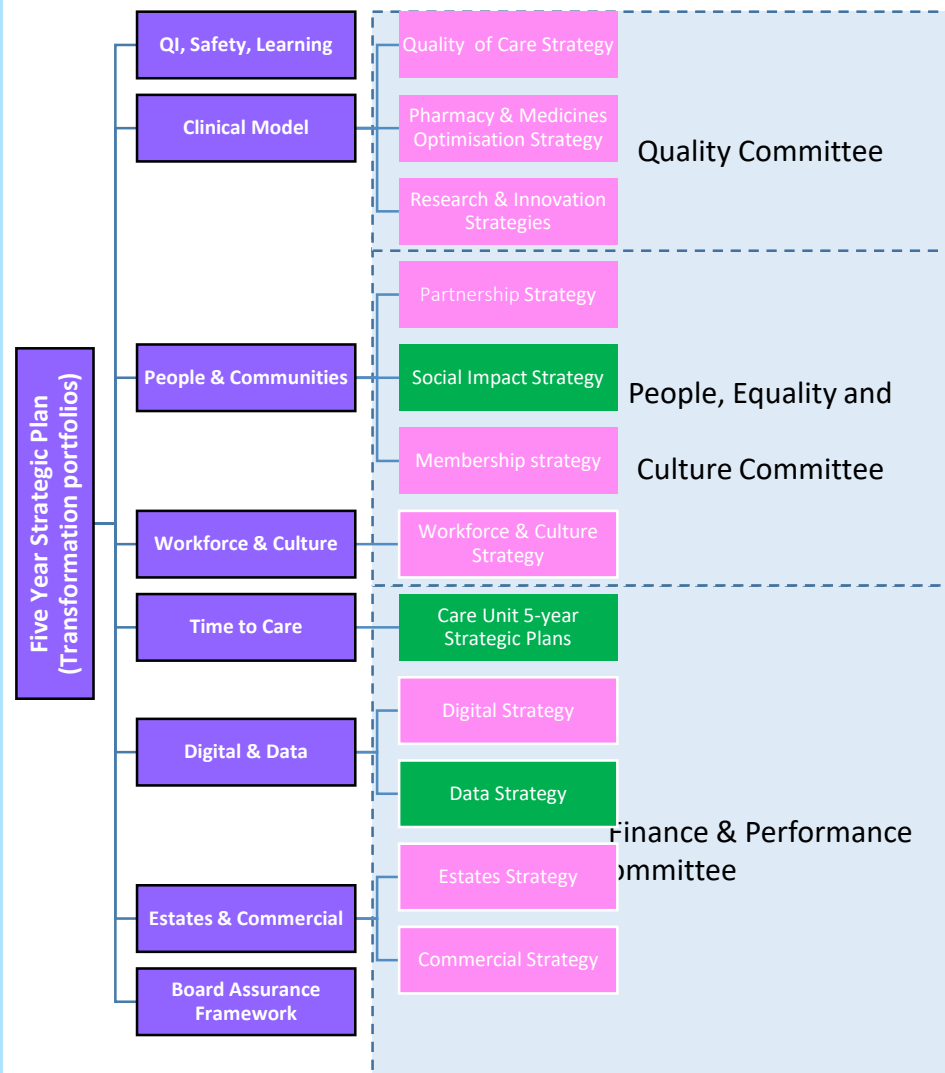 Five Year Strategic Plan
(Transformation portfolios)
QI, Safety, Learning
Clinical Model
People & Communities
Workforce & Culture
Time to Care
Digital & Data
Estates & Commercial
Board Assurance
Framework
Quality of Care Strategy
Pharmacy & Medicines
Optimisation Strategy
Research & Innovation
Strategies
Quality Committee
Partnership Strategy
Social Impact Strategy
Membership strategy
Workforce & Culture
Strategy
People, Equality and
Culture Committee
Care Unit 5-year
Strategic Plans
Digital Strategy
Data Strategy
Estates Strategy
Commercial Strategy
Finance & Performance
ommittee